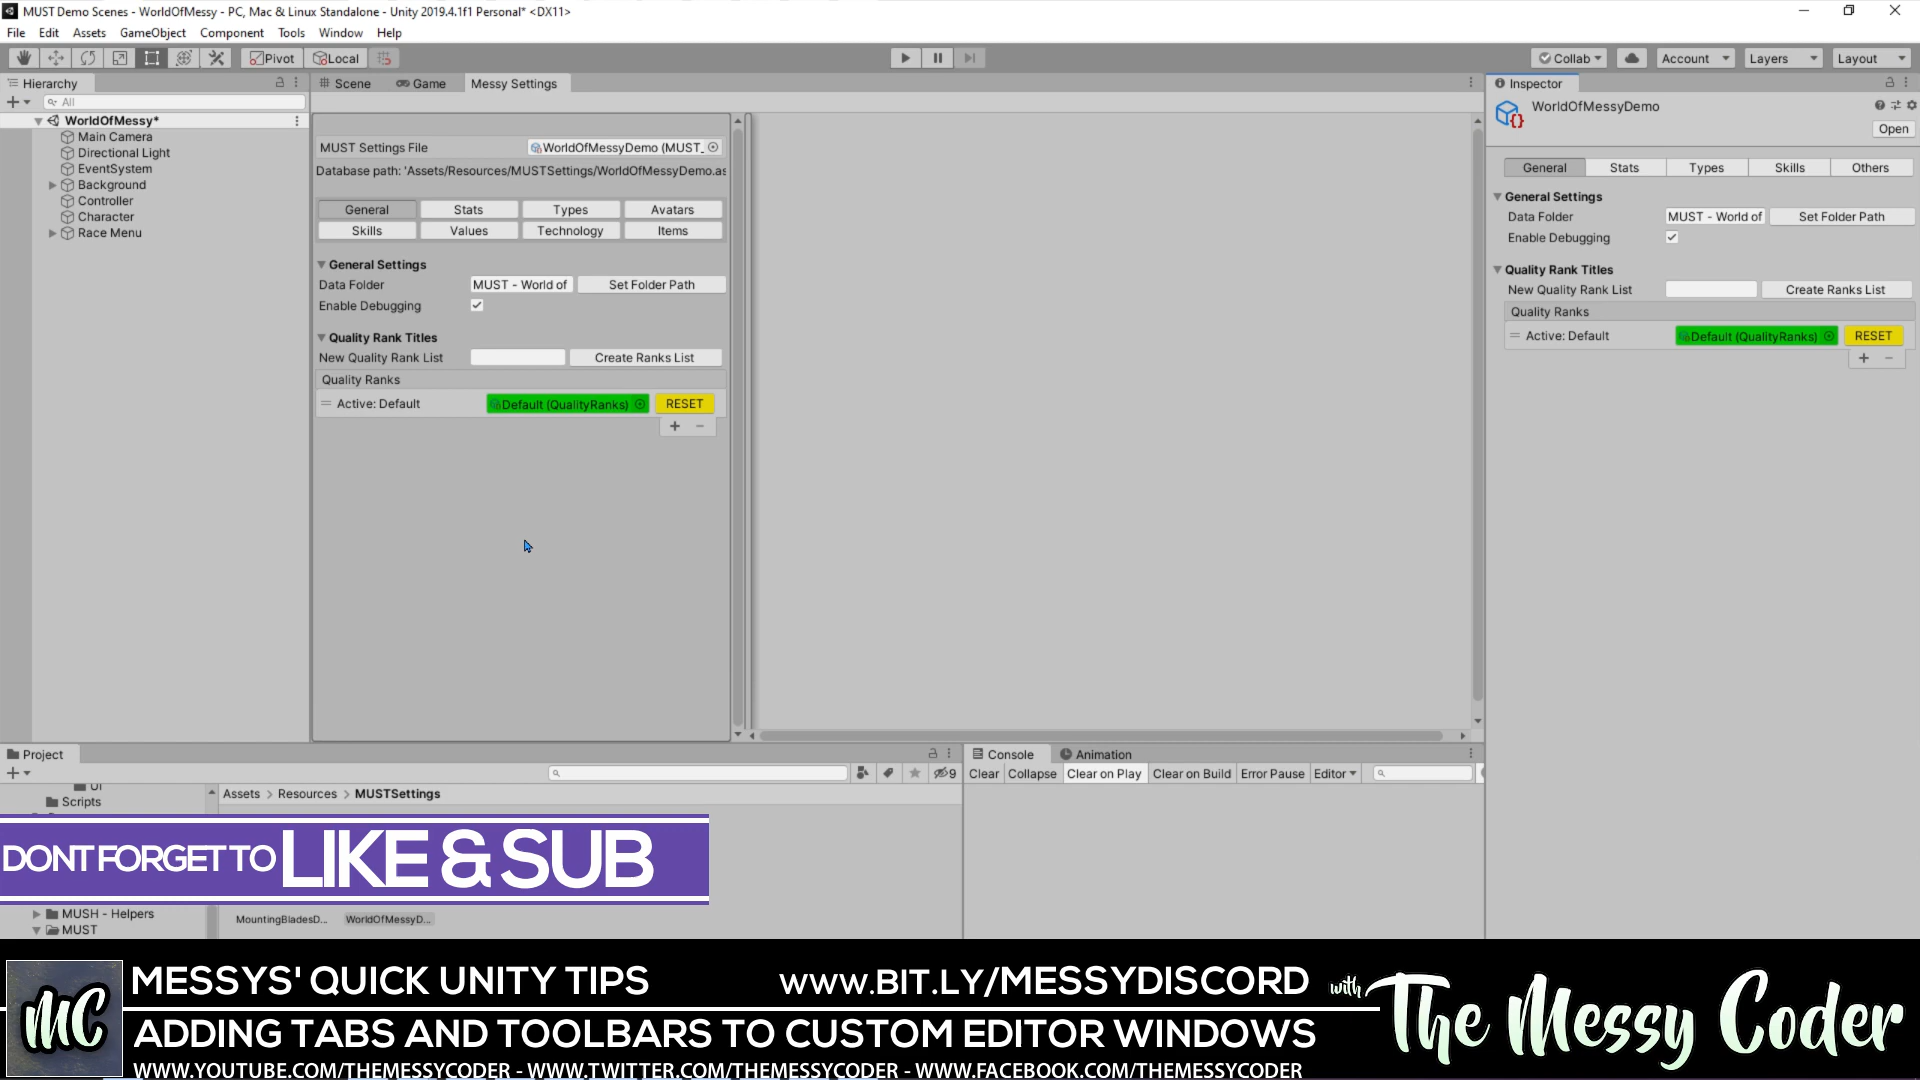 MUST Demo Scenes - WorldOfMessy - PC, Mac & Linux Standalone - Unity 2019.4.1f1 Personal* <DX11>
File Edit Assets GameObject Component Tools Window Help
Pivot Local Collab Account Layers Layout
Hierarchy
All
WorldOfMessy*
Main Camera
Directional Light
EventSystem
Background
Controller
Character
Race Menu
Scene Game Messy Settings
MUST Settings File WorldOfMessyDemo (MUST_
Database path: 'Assets/Resources/MUSTSettings/WorldOfMessyDemo.as
General Stats Types Avatars
Skills Values Technology Items
General Settings
Data Folder MUST - World of Set Folder Path
Enable Debugging
Quality Rank Titles
New Quality Rank List Create Ranks List
Quality Ranks
Active: Default Default (QualityRanks) RESET
Inspector
WorldOfMessyDemo
Open
General Stats Types Skills Others
General Settings
Data Folder MUST - World of Set Folder Path
Enable Debugging
Quality Rank Titles
New Quality Rank List Create Ranks List
Quality Ranks
Active: Default Default (QualityRanks) RESET
Project
9
Scripts
Assets > Resources > MUSTSettings
MUSH - Helpers
MUST
MountingBladesD... WorldOfMessyD...
Console Animation
Clear Collapse Clear on Play Clear on Build Error Pause Editor
DONT FORGET TO LIKE & SUB
MC
MESSYS' QUICK UNITY TIPS WWW.BIT.LY/MESSYDISCORD
ADDING TABS AND TOOLBARS TO CUSTOM EDITOR WINDOWS
WWW.YOUTUBE.COM/THEMESSYCODER - WWW.TWITTER.COM/THEMESSYCODER - WWW.FACEBOOK.COM/THEMESSYCODER
with The Messy Coder